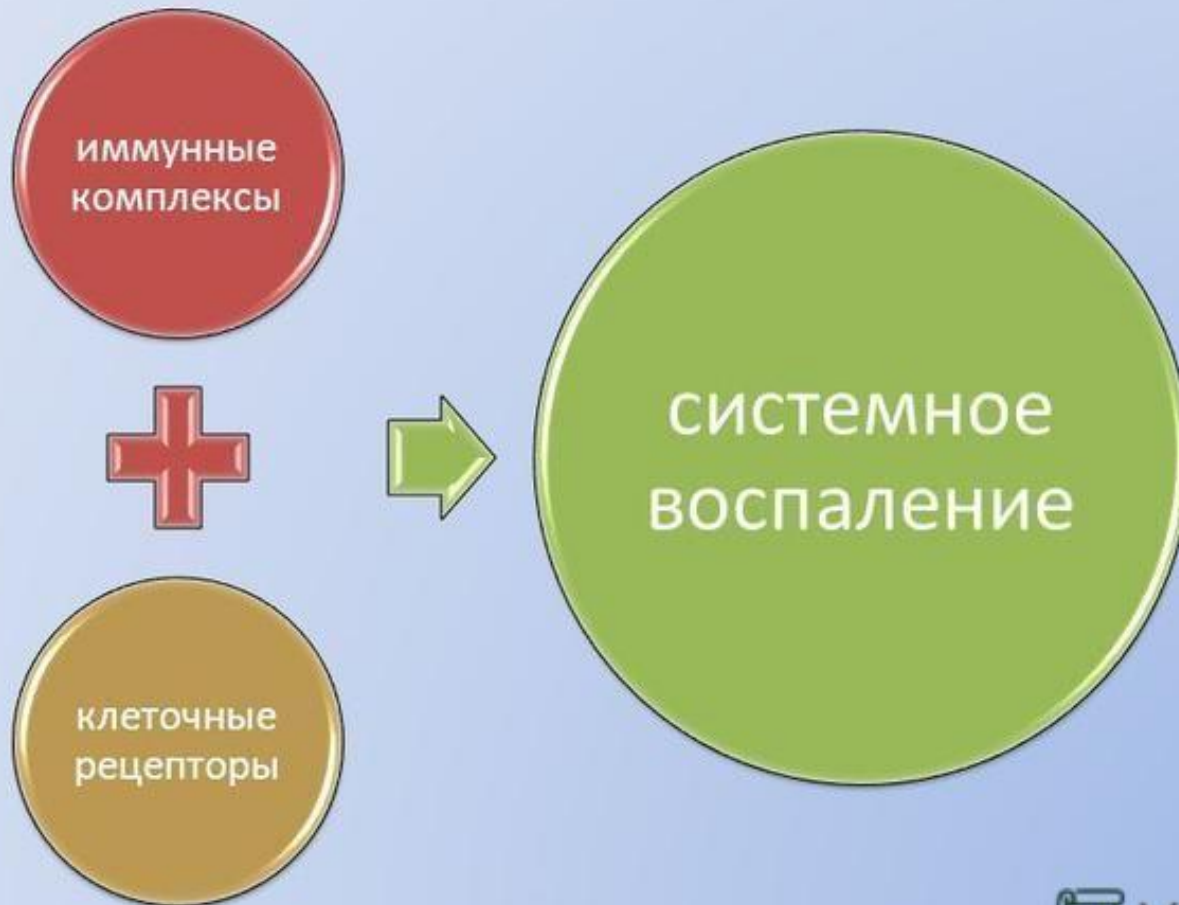 иммунные
комплексы
клеточные
рецепторы
системное
воспаление